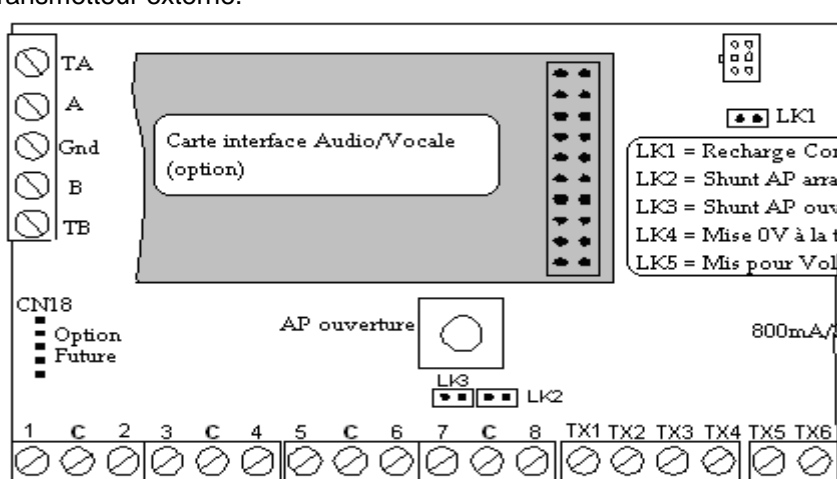 TA
A
Gnd
B
TB
Carte interface Audio/Vocale
(option)
LK1
LK1 = Recharge
LK2 = Shunt AP
LK3 = Shunt AP
LK4 = Mise 0V à la
LK5 = Mis pour
CN18
Option
Future
AP ouverture
800mA/
LK3
LK2
1 C 2 3 C 4 5 C 6 7 C 8 TX1 TX2 TX3 TX4 TX5 TX6